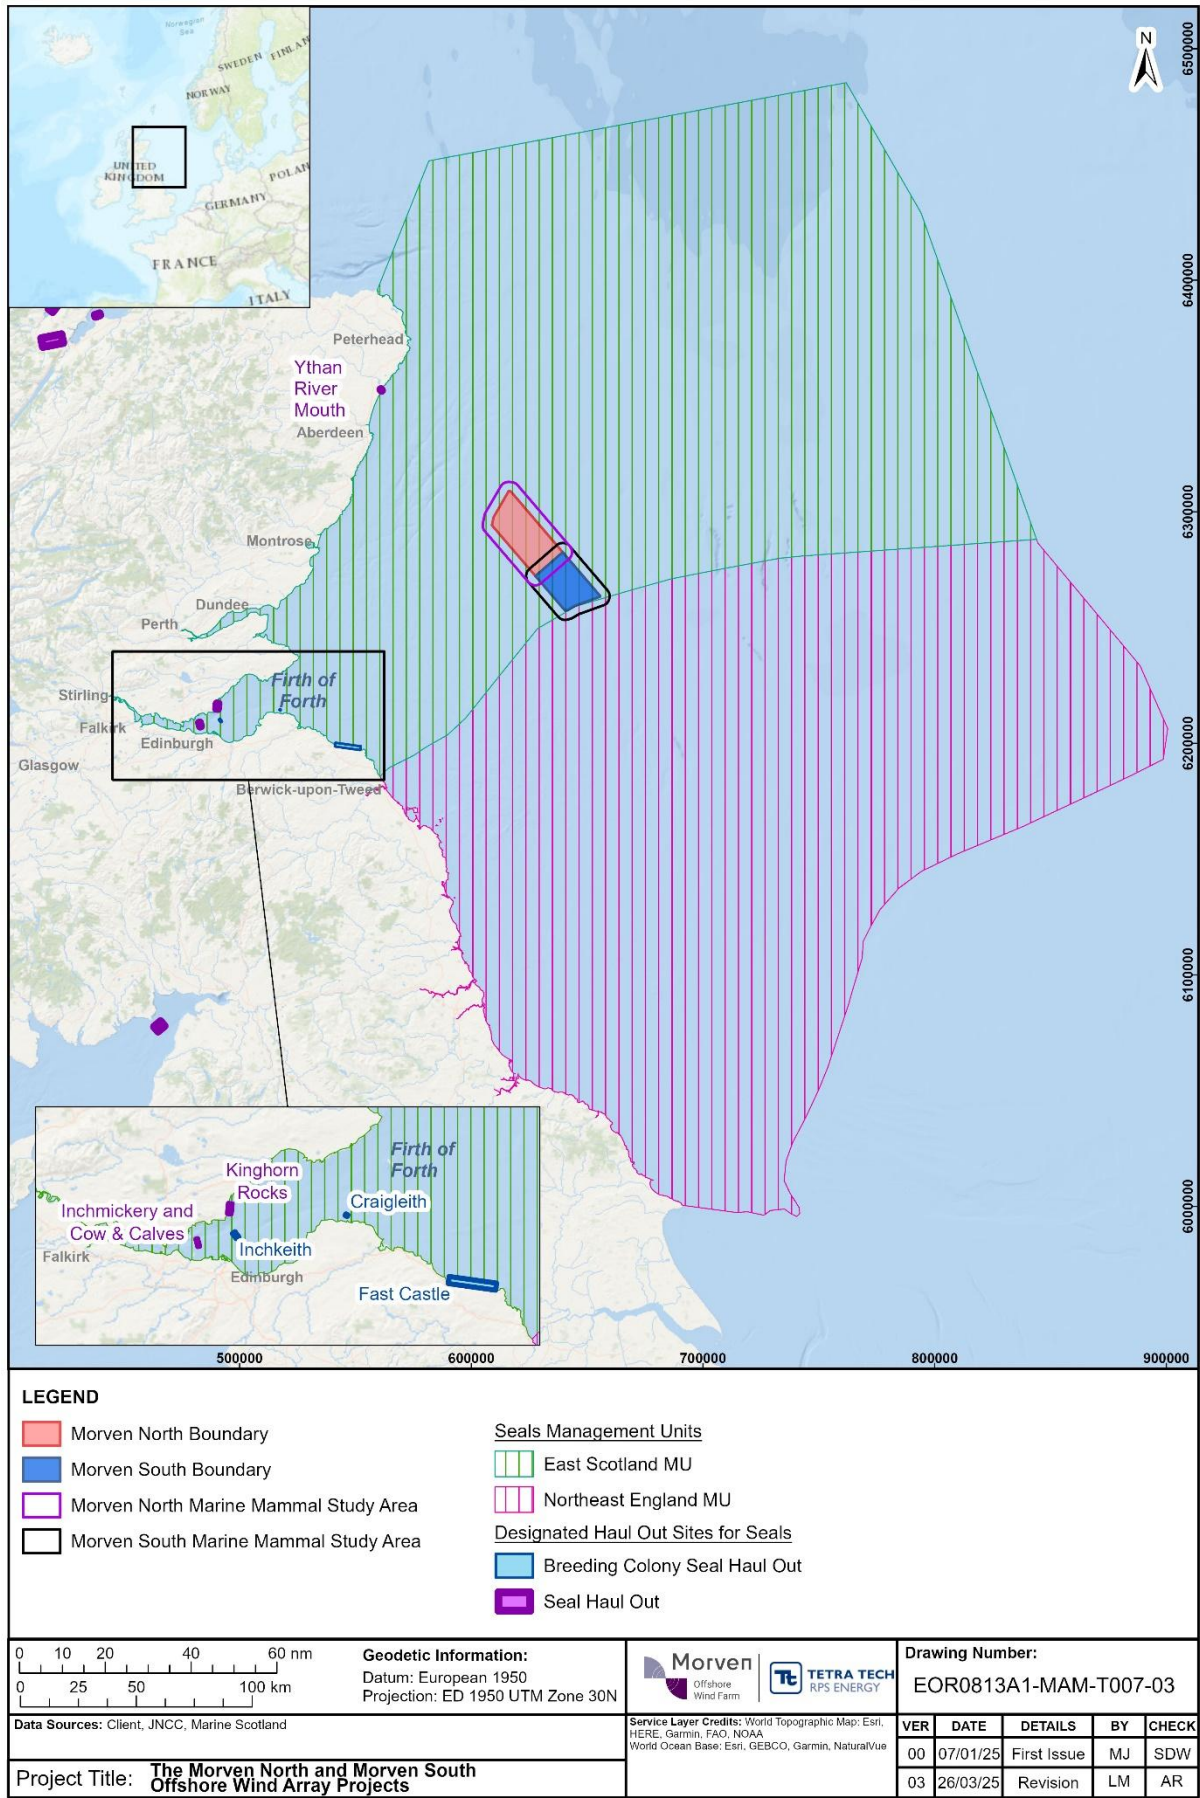 Norwegian
Sea
SWEDEN
FINLAN
NORWAY
UNITED
KINGDOM
POLAN
GERMANY
FRANCE
ITALY
N
6500000
6400000
6300000
6200000
6100000
6000000
Peterhead
Ythan
River
Mouth
Aberdeen
Montrose
Dundee
Perth
Firth of
Forth
Stirling
Falkirk
Edinburgh
Glasgow
Berwick-upon-Tweed
Firth of
Forth
Kinghorn
Rocks
Craigleith
Inchmickery and
Cow & Calves
Inchkeith
Falkirk
Edinburgh
Fast Castle
500000 600000 700000 800000 900000
LEGEND
Morven North Boundary
Morven South Boundary
Morven North Marine Mammal Study Area
Morven South Marine Mammal Study Area
Seals Management Units
East Scotland MU
Northeast England MU
Designated Haul Out Sites for Seals
Breeding Colony Seal Haul Out
Seal Haul Out
0 10 20 40 60 nm
0 25 50 100 km
Geodetic Information:
Datum: European 1950
Projection: ED 1950 UTM Zone 30N
Morven
Offshore
Wind Farm
Tt
TETRA TECH
RPS ENERGY
Drawing Number:
EOR0813A1-MAM-T007-03
Data Sources: Client, JNCC, Marine Scotland
Service Layer Credits: World Topographic Map: Esri,
HERE, Garmin, FAO, NOAA
World Ocean Base: Esri, GEBCO, Garmin, NaturalVue
VER DATE DETAILS BY CHECK
00 07/01/25 First Issue MJ SDW
03 26/03/25 Revision LM AR
Project Title: The Morven North and Morven South
Offshore Wind Array Projects